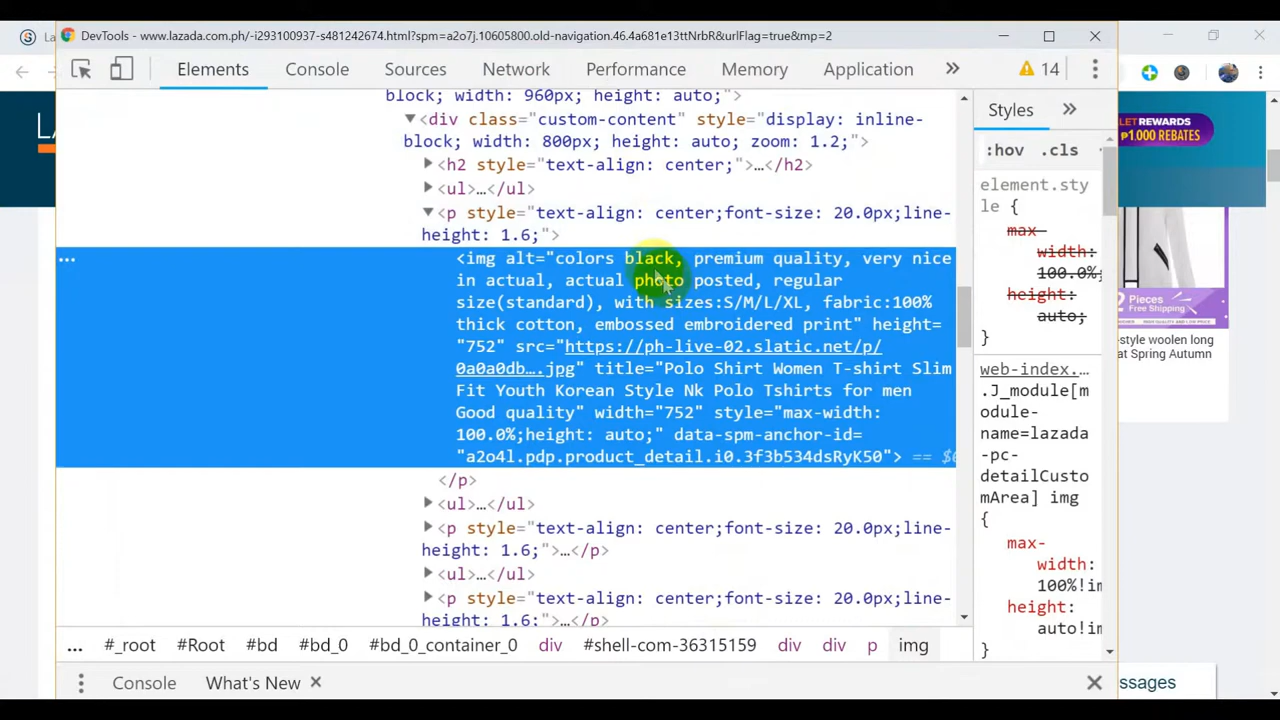 La
DevTools - www.lazada.com.ph/-i293100937-s481242674.html?spm=a2o7j.10605800.old-navigation.46.4a681e13ttNrbR&urlFlag=true&mp=2
Elements Console Sources Network Performance Memory Application » 14
block; width: 960px; height: auto;">
<div class="custom-content" style="display: inline-
block; width: 800px; height: auto; zoom: 1.2;">
<h2 style="text-align: center;">…</h2>
<ul>…</ul>
<p style="text-align: center;font-size: 20.0px;line-
height: 1.6;">
... <img alt="colors black, premium quality, very nice
in actual, actual photo posted, regular
size(standard), with sizes:S/M/L/XL, fabric:100%
thick cotton, embossed embroidered print" height=
"752" src="https://ph-live-02.slatic.net/p/
0a0a0db….jpg" title="Polo Shirt Women T-shirt Slim
Fit Youth Korean Style Nk Polo Tshirts for men
Good quality" width="752" style="max-width:
100.0%;height: auto;" data-spm-anchor-id=
"a2o4l.pdp.product_detail.i0.3f3b534dsRyK50"> == $
</p>
<ul>…</ul>
<p style="text-align: center;font-size: 20.0px;line-
height: 1.6;">…</p>
<ul>…</ul>
<p style="text-align: center;font-size: 20.0px;line-
height: 1.6;">…</p>
... #_root #Root #bd #bd_0 #bd_0_container_0 div #shell-com-36315159 div div p img
Console What's New
Styles »
:hov .cls
element.sty
le {
max-
width:
100.0%;
height:
auto;
}
web-index.…
.J_module[m
odule-
name=lazada
-pc-
detailCusto
mArea] img
{
max-
width:
100%!im
height:
auto!im
}
LET REWARDS
₱1,000 REBATES
2 Pieces
Free Shipping
-style woolen long
at Spring Autumn
ssages